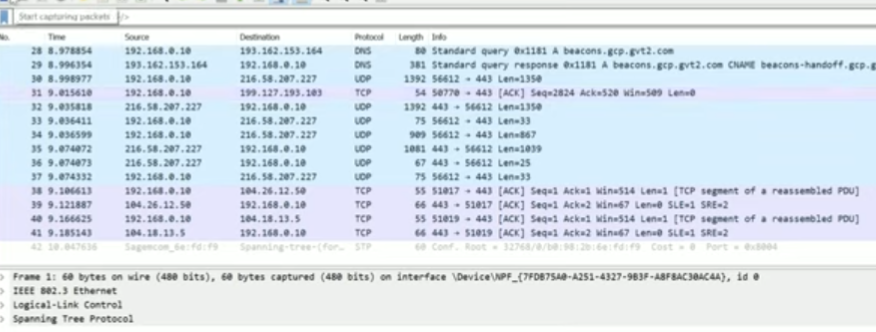 Start captpring packets />
No. Time Source Destination Protocol Length Info
28 8.978854 192.168.0.10 193.162.153.164 DNS 80 Standard query 0x1181 A beacons.gcp.gvt2.com
29 8.996354 193.162.153.164 192.168.0.10 DNS 381 Standard query response 0x1181 A beacons.gcp.gvt2.com CNAME beacons-handoff.gcp.g
30 8.998977 192.168.0.10 216.58.207.227 UDP 1392 56612 → 443 Len=1350
31 9.015610 192.168.0.10 199.127.193.103 TCP 54 50770 → 443 [ACK] Seq=2824 Ack=520 Win=509 Len=0
32 9.035818 216.58.207.227 192.168.0.10 UDP 1392 443 → 56612 Len=1350
33 9.036411 192.168.0.10 216.58.207.227 UDP 75 56612 → 443 Len=33
34 9.036599 192.168.0.10 216.58.207.227 UDP 909 56612 → 443 Len=867
35 9.074072 216.58.207.227 192.168.0.10 UDP 1081 443 → 56612 Len=1039
36 9.074073 216.58.207.227 192.168.0.10 UDP 67 443 → 56612 Len=25
37 9.074332 192.168.0.10 216.58.207.227 UDP 75 56612 → 443 Len=33
38 9.106613 192.168.0.10 104.26.12.50 TCP 55 51017 → 443 [ACK] Seq=1 Ack=1 Win=514 Len=1 [TCP segment of a reassembled PDU]
39 9.121887 104.26.12.50 192.168.0.10 TCP 66 443 → 51017 [ACK] Seq=1 Ack=2 Win=67 Len=0 SLE=1 SRE=2
40 9.166625 192.168.0.10 104.18.13.5 TCP 55 51019 → 443 [ACK] Seq=1 Ack=1 Win=514 Len=1 [TCP segment of a reassembled PDU]
41 9.185143 104.18.13.5 192.168.0.10 TCP 66 443 → 51019 [ACK] Seq=1 Ack=2 Win=67 Len=0 SLE=1 SRE=2
42 10.047636 Sagemcom_6e:fd:f9 Spanning-tree-(for… STP 60 Conf. Root = 32768/0/b0:98:2b:6e:fd:f9 Cost = 0 Port = 0x8004
Frame 1: 60 bytes on wire (480 bits), 60 bytes captured (480 bits) on interface \Device\NPF_{7FDB75A0-A251-4327-9B3F-A8F8AC30AC4A}, id 0
IEEE 802.3 Ethernet
Logical-Link Control
Spanning Tree Protocol